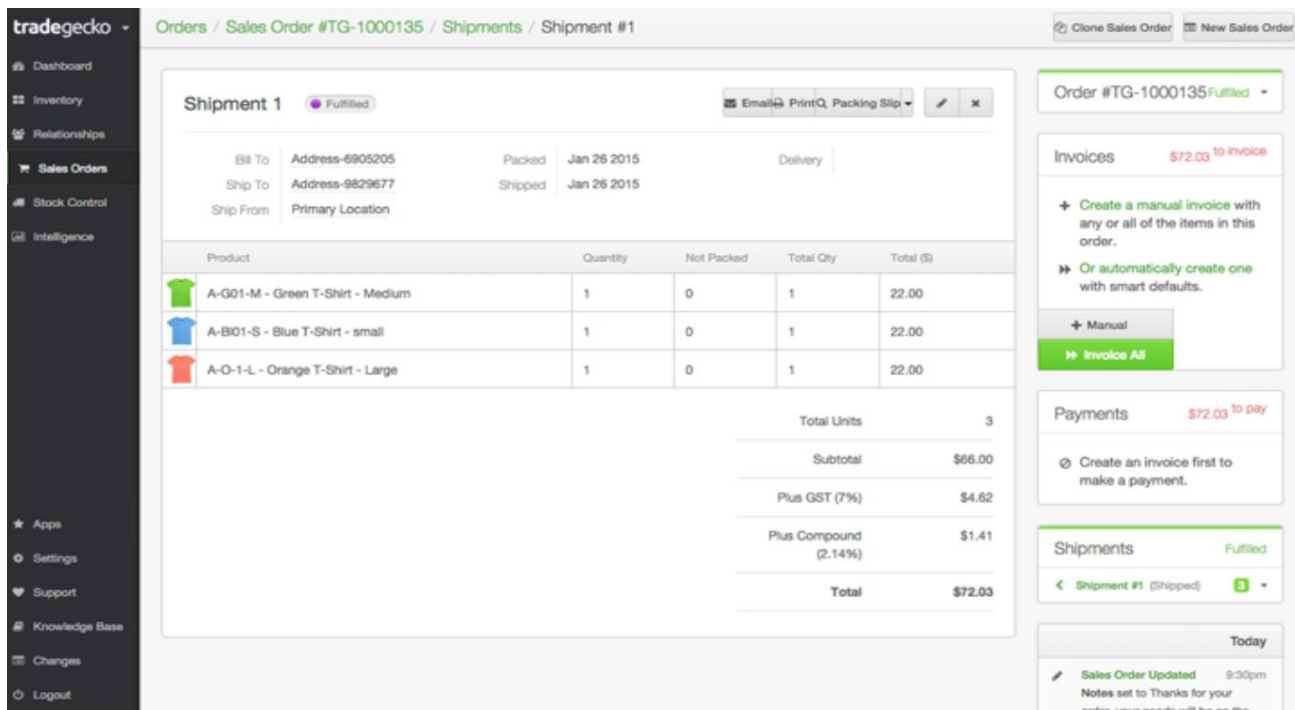 tradegecko
Orders / Sales Order #TG-1000135 / Shipments / Shipment #1
Clone Sales Order
New Sales Order
Dashboard
Inventory
Relationships
Sales Orders
Stock Control
Intelligence
Apps
Settings
Support
Knowledge Base
Changes
Logout
Shipment 1 Fulfilled
Email Print Packing Slip
Bill To Address-6905205 Packed Jan 26 2015 Delivery
Ship To Address-9829677 Shipped Jan 26 2015
Ship From Primary Location
Product Quantity Not Packed Total Qty Total ($)
A-G01-M - Green T-Shirt - Medium 1 0 1 22.00
A-Bl01-S - Blue T-Shirt - small 1 0 1 22.00
A-O-1-L - Orange T-Shirt - Large 1 0 1 22.00
Total Units 3
Subtotal $66.00
Plus GST (7%) $4.62
Plus Compound $1.41
(2.14%)
Total $72.03
Order #TG-1000135 Fulfilled
Invoices $72.03 to invoice
Create a manual invoice with
any or all of the items in this
order.
Or automatically create one
with smart defaults.
+ Manual
Invoice All
Payments $72.03 to pay
Create an invoice first to
make a payment.
Shipments Fulfilled
Shipment #1 (Shipped) 3
Today
Sales Order Updated 9:30pm
Notes set to Thanks for your
order, your goods will be on the